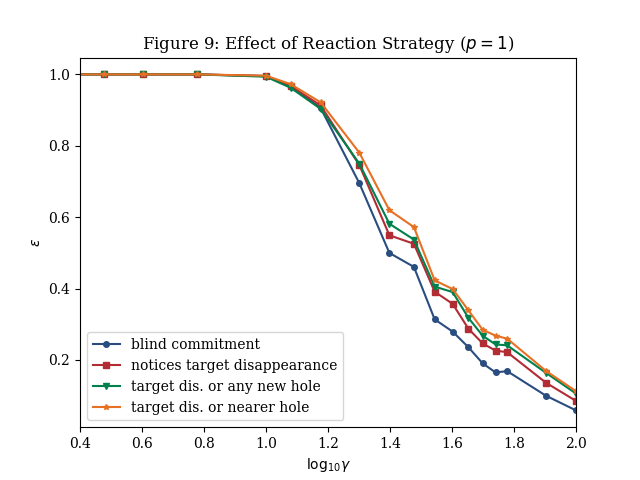 Figure 9: Effect of Reaction Strategy (p = 1)
1.0
0.8
0.6
0.4
0.2
ε
blind commitment
notices target disappearance
target dis. or any new hole
target dis. or nearer hole
0.4 0.6 0.8 1.0 1.2 1.4 1.6 1.8 2.0
log₁₀γ